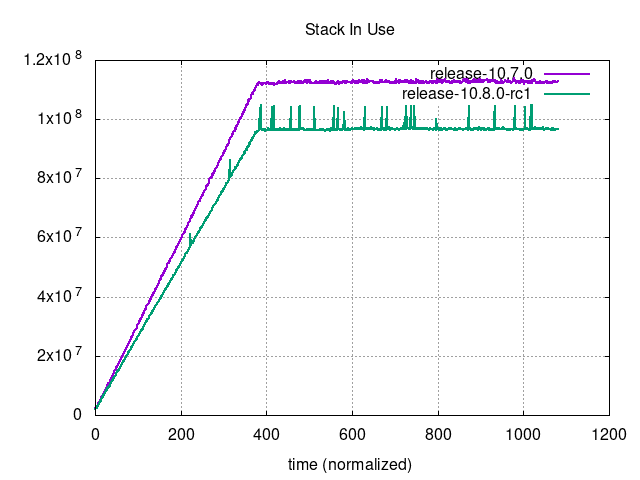 Stack In Use
1.2x10^8
1x10^8
8x10^7
6x10^7
4x10^7
2x10^7
0
release-10.7.0
release-10.8.0-rc1
0 200 400 600 800 1000 1200
time (normalized)